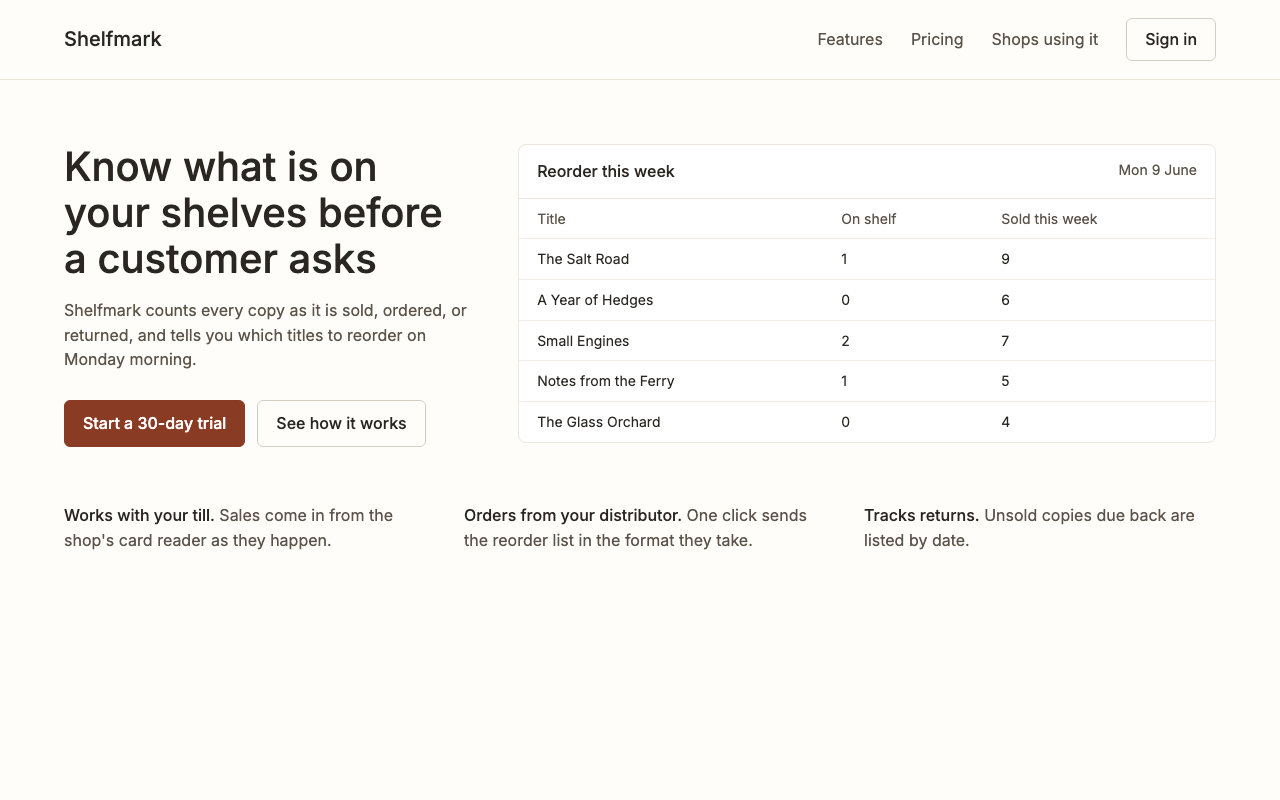 Shelfmark
Features
Pricing
Shops using it
Sign in
Know what is on
your shelves before
a customer asks
Shelfmark counts every copy as it is sold, ordered, or
returned, and tells you which titles to reorder on
Monday morning.
Start a 30-day trial
See how it works
Reorder this week
Mon 9 June
Title On shelf Sold this week
The Salt Road 1 9
A Year of Hedges 0 6
Small Engines 2 7
Notes from the Ferry 1 5
The Glass Orchard 0 4
Works with your till. Sales come in from the
shop's card reader as they happen.
Orders from your distributor. One click sends
the reorder list in the format they take.
Tracks returns. Unsold copies due back are
listed by date.